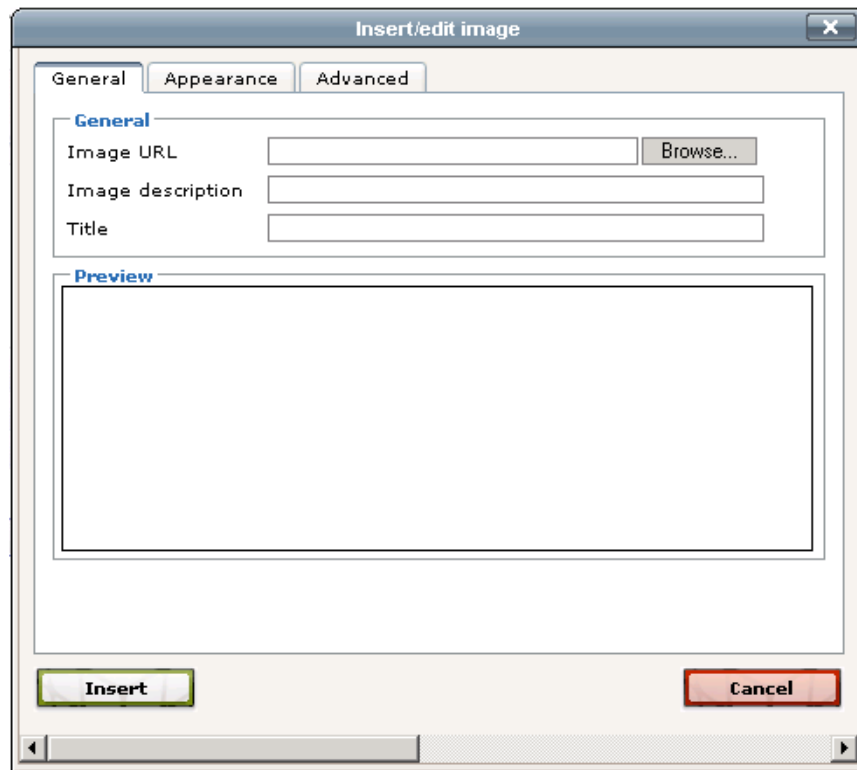 Insert/edit image
General Appearance Advanced
General
Image URL Browse...
Image description
Title
Preview
Insert Cancel